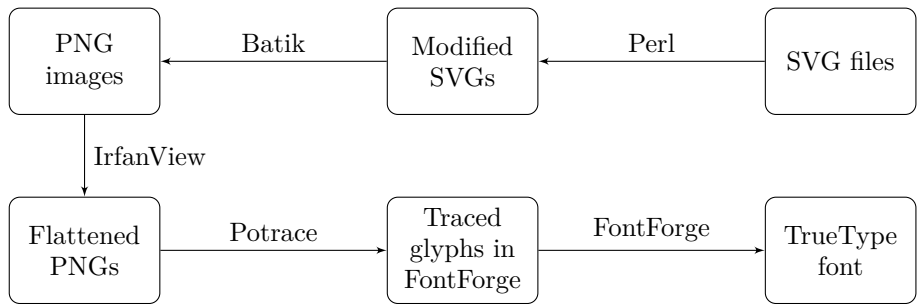 PNG
images
Batik
Modified
SVGs
Perl
SVG files
IrfanView
Flattened
PNGs
Potrace
Traced
glyphs in
FontForge
FontForge
TrueType
font